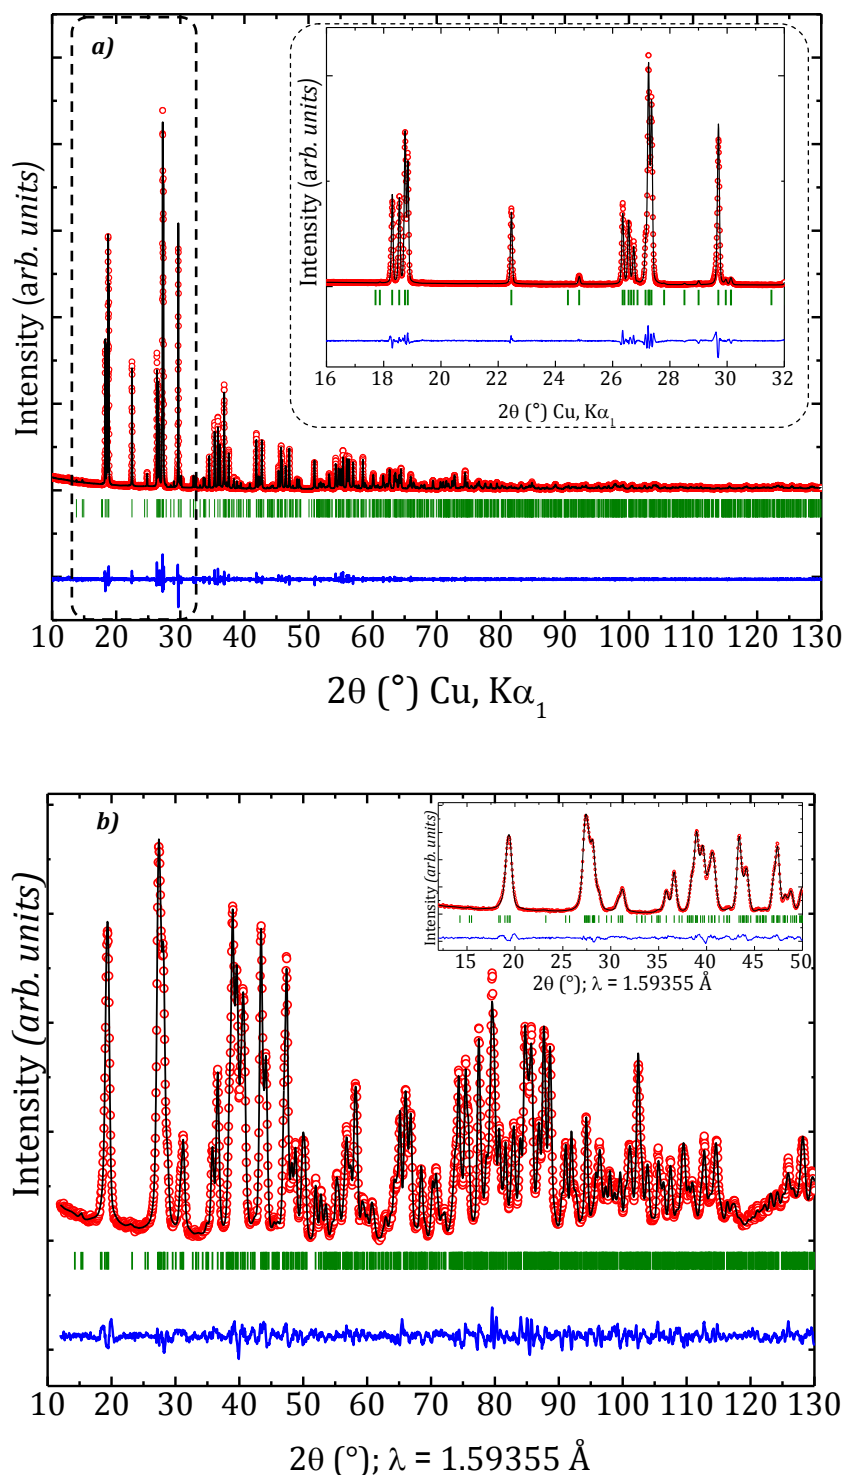 a)
Intensity (arb. units)
Intensity (arb. units)
16 18 20 22 24 26 28 30 32
2θ (°) Cu, Kα1
10 20 30 40 50 60 70 80 90 100 110 120 130
2θ (°) Cu, Kα1
b)
Intensity (arb. units)
Intensity (arb. units)
15 20 25 30 35 40 45 50
2θ (°); λ = 1.59355 Å
10 20 30 40 50 60 70 80 90 100 110 120 130
2θ (°); λ = 1.59355 Å